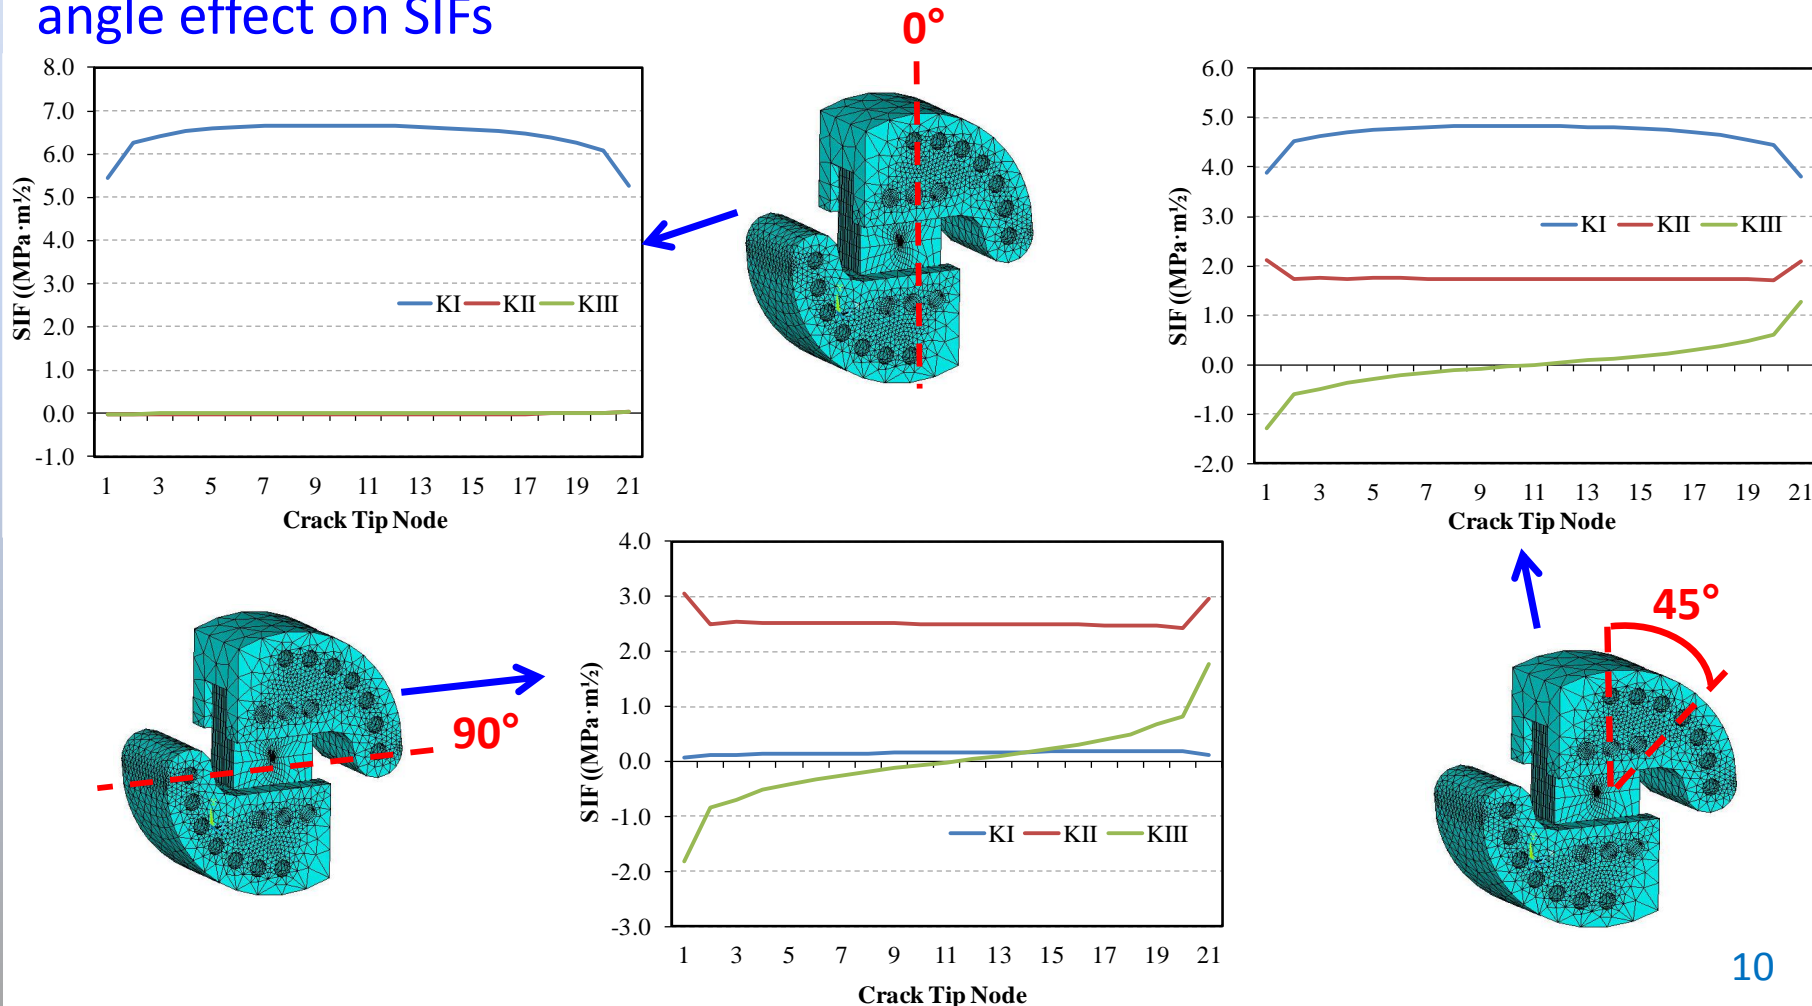 angle effect on SIFs
0°
8.0
7.0
6.0
5.0
4.0
3.0
2.0
1.0
0.0
-1.0
SIF ((MPa·m½)
KI KII KIII
1 3 5 7 9 11 13 15 17 19 21
Crack Tip Node
6.0
5.0
4.0
3.0
2.0
1.0
0.0
-1.0
-2.0
SIF ((MPa·m½)
KI KII KIII
1 3 5 7 9 11 13 15 17 19 21
Crack Tip Node
90°
4.0
3.0
2.0
1.0
0.0
-1.0
-2.0
-3.0
SIF ((MPa·m½)
KI KII KIII
1 3 5 7 9 11 13 15 17 19 21
Crack Tip Node
45°
10